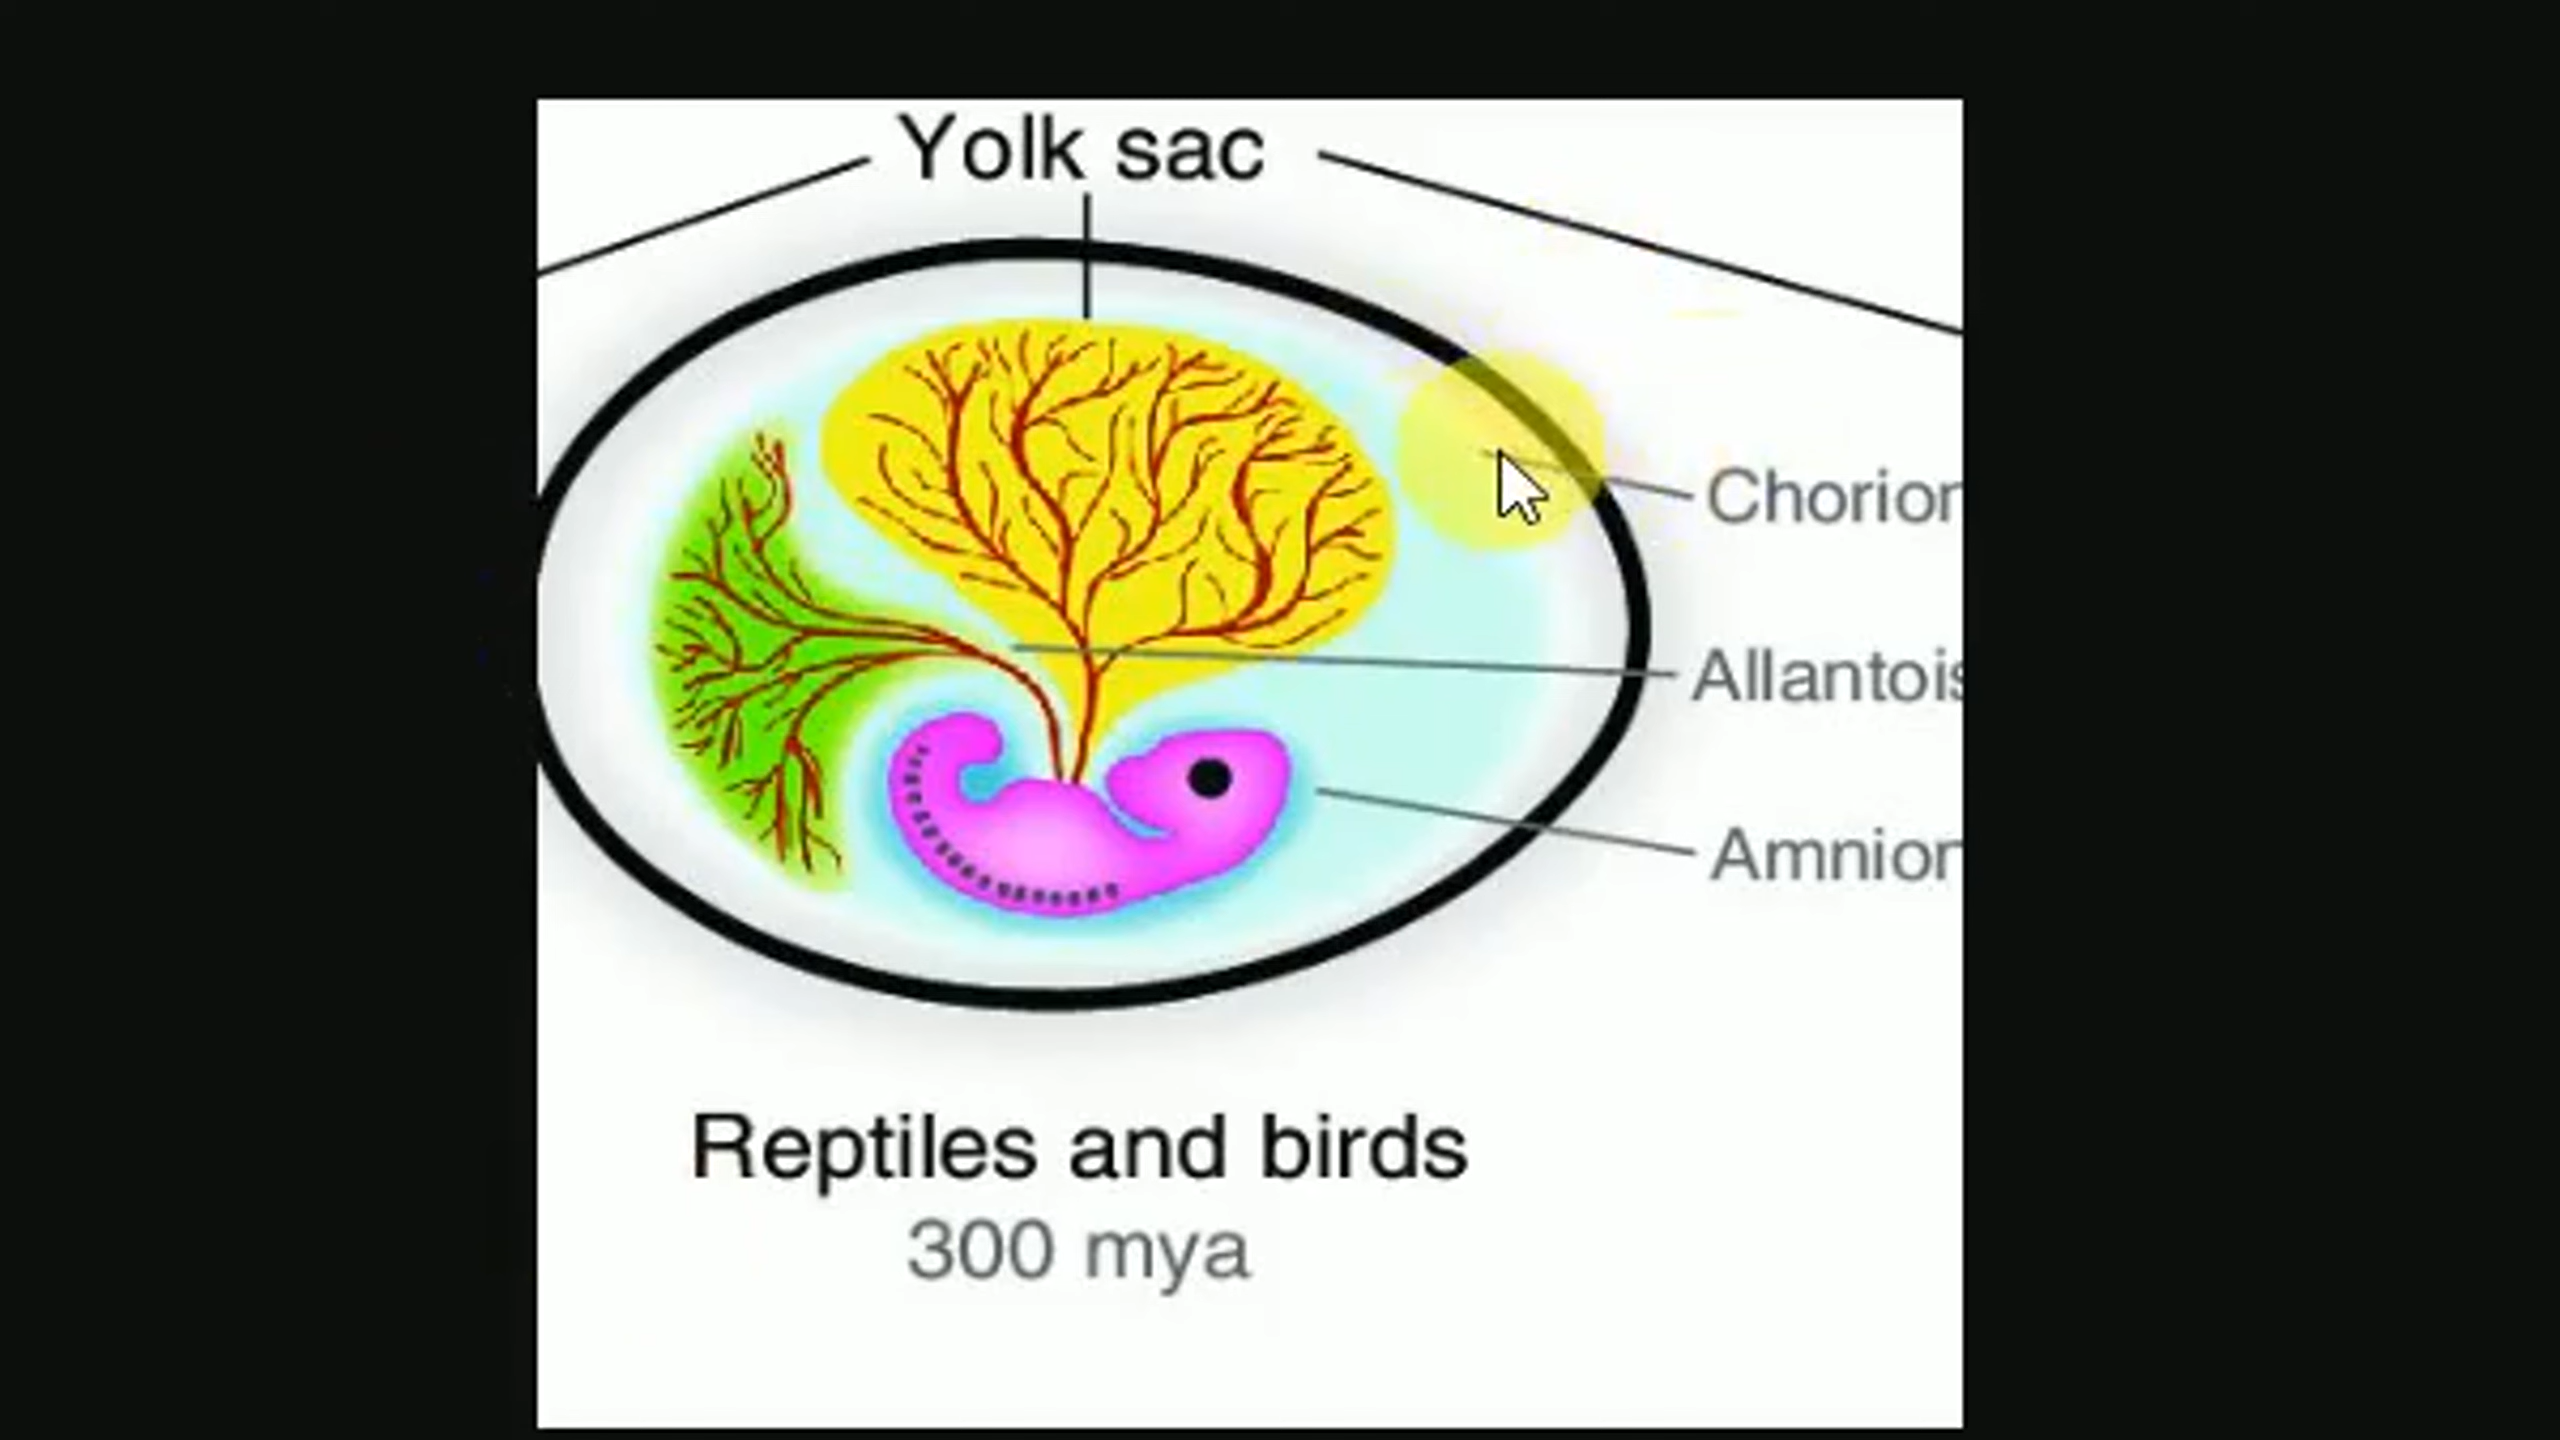 Yolk sac
Chorion
Allantois
Amnion
Reptiles and birds
300 mya